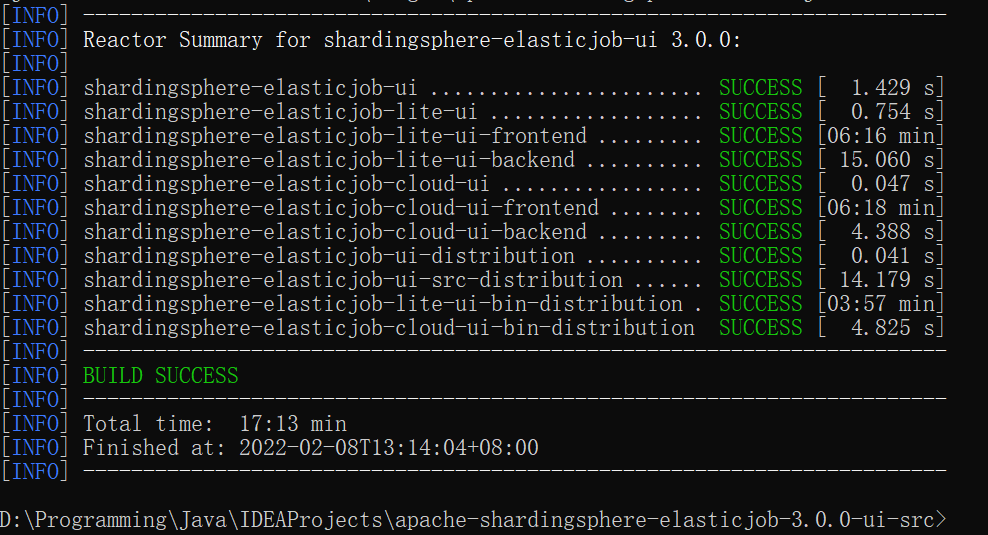 [INFO] ------------------------------------------------------------------------
[INFO] Reactor Summary for shardingsphere-elasticjob-ui 3.0.0:
[INFO]
[INFO] shardingsphere-elasticjob-ui ....................... SUCCESS [  1.429 s]
[INFO] shardingsphere-elasticjob-lite-ui .................. SUCCESS [  0.754 s]
[INFO] shardingsphere-elasticjob-lite-ui-frontend ......... SUCCESS [06:16 min]
[INFO] shardingsphere-elasticjob-lite-ui-backend .......... SUCCESS [ 15.060 s]
[INFO] shardingsphere-elasticjob-cloud-ui ................. SUCCESS [  0.047 s]
[INFO] shardingsphere-elasticjob-cloud-ui-frontend ........ SUCCESS [06:18 min]
[INFO] shardingsphere-elasticjob-cloud-ui-backend ......... SUCCESS [  4.388 s]
[INFO] shardingsphere-elasticjob-ui-distribution .......... SUCCESS [  0.041 s]
[INFO] shardingsphere-elasticjob-ui-src-distribution ...... SUCCESS [ 14.179 s]
[INFO] shardingsphere-elasticjob-lite-ui-bin-distribution . SUCCESS [03:57 min]
[INFO] shardingsphere-elasticjob-cloud-ui-bin-distribution  SUCCESS [  4.825 s]
[INFO] ------------------------------------------------------------------------
[INFO] BUILD SUCCESS
[INFO] ------------------------------------------------------------------------
[INFO] Total time:  17:13 min
[INFO] Finished at: 2022-02-08T13:14:04+08:00
[INFO] ------------------------------------------------------------------------
D:\Programming\Java\IDEAProjects\apache-shardingsphere-elasticjob-3.0.0-ui-src>